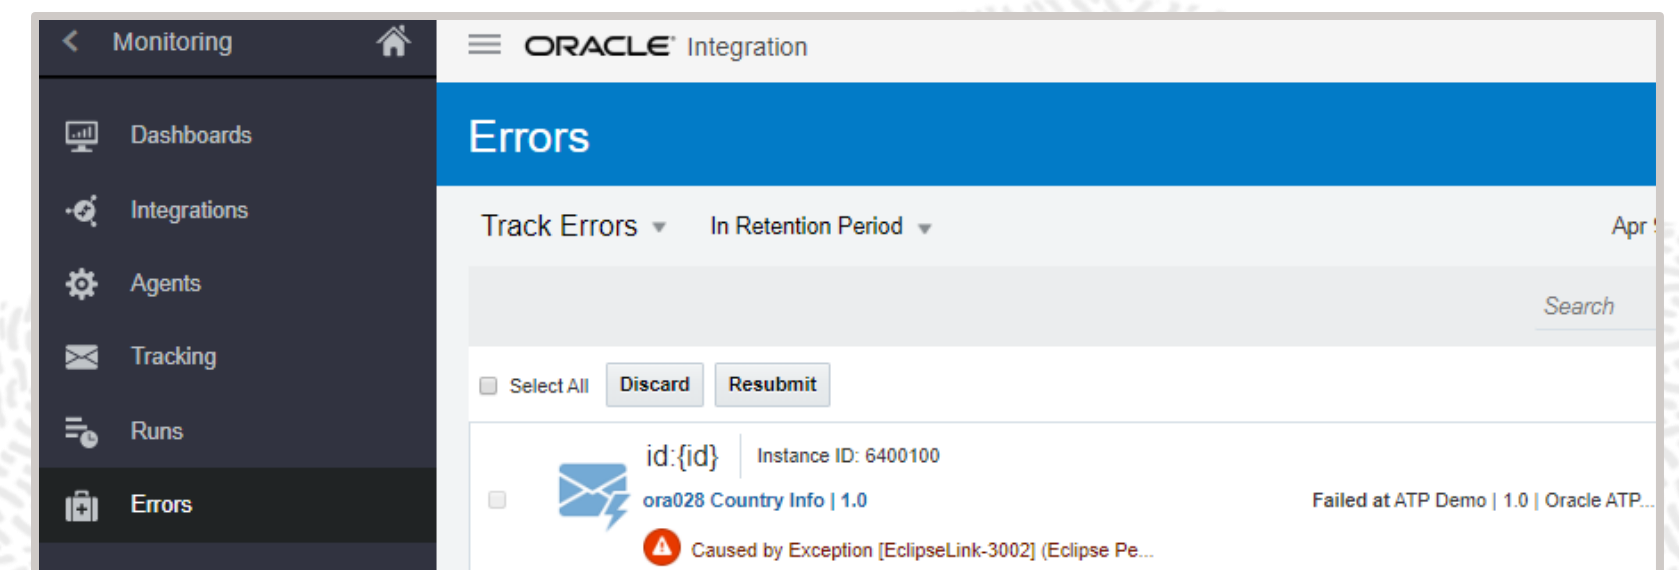 Monitoring
ORACLE Integration
Dashboards
Integrations
Agents
Tracking
Runs
Errors
Errors
Track Errors
In Retention Period
Apr
Search
Select All
Discard
Resubmit
id:{id}
Instance ID: 6400100
ora028 Country Info | 1.0
Failed at ATP Demo | 1.0 | Oracle ATP...
Caused by Exception [EclipseLink-3002] (Eclipse Pe...